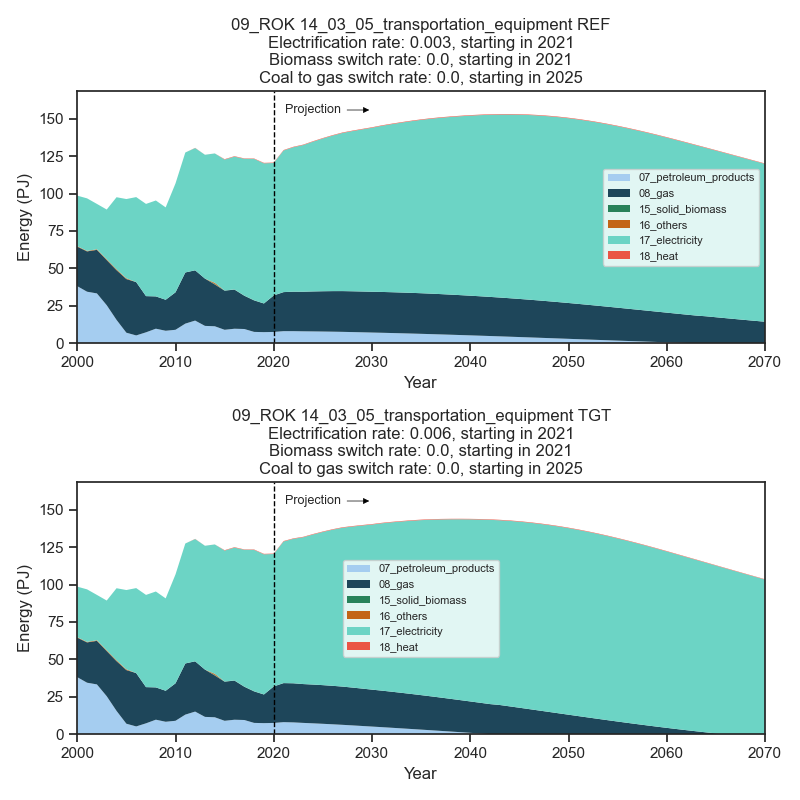 09_ROK 14_03_05_transportation_equipment REF
Electrification rate: 0.003, starting in 2021
Biomass switch rate: 0.0, starting in 2021
Coal to gas switch rate: 0.0, starting in 2025
Projection
150
125
100
75
50
25
0
Energy (PJ)
07_petroleum_products
08_gas
15_solid_biomass
16_others
17_electricity
18_heat
2000 2010 2020 2030 2040 2050 2060 2070
Year
09_ROK 14_03_05_transportation_equipment TGT
Electrification rate: 0.006, starting in 2021
Biomass switch rate: 0.0, starting in 2021
Coal to gas switch rate: 0.0, starting in 2025
Projection
150
125
100
75
50
25
0
Energy (PJ)
07_petroleum_products
08_gas
15_solid_biomass
16_others
17_electricity
18_heat
2000 2010 2020 2030 2040 2050 2060 2070
Year